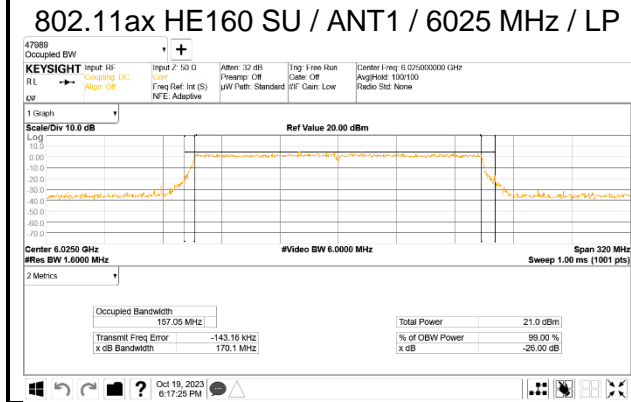 802.11ax HE160 SU / ANT1 / 6025 MHz / LP
47989
Occupied BW
+
KEYSIGHT Input: RF Input Z: 50 Ω Atten: 32 dB Trig: Free Run Center Freq: 6.025000000 GHz
RL Coupling: DC Corr Preamp: Off Gate: Off Avg|Hold: 100/100
Align: Off Freq Ref: Int (S) µW Path: Standard #IF Gain: Low Radio Std: None
NFE: Adaptive
1 Graph
Scale/Div 10.0 dB Ref Value 20.00 dBm
Log
10.0
0.00
-10.0
-20.0
-30.0
-40.0
-50.0
-60.0
-70.0
Center 6.0250 GHz #Video BW 6.0000 MHz Span 320 MHz
#Res BW 1.6000 MHz Sweep 1.00 ms (1001 pts)
2 Metrics
Occupied Bandwidth
157.05 MHz Total Power 21.0 dBm
Transmit Freq Error -143.16 kHz % of OBW Power 99.00 %
x dB Bandwidth 170.1 MHz x dB -26.00 dB
? Oct 19, 2023
6:17:25 PM